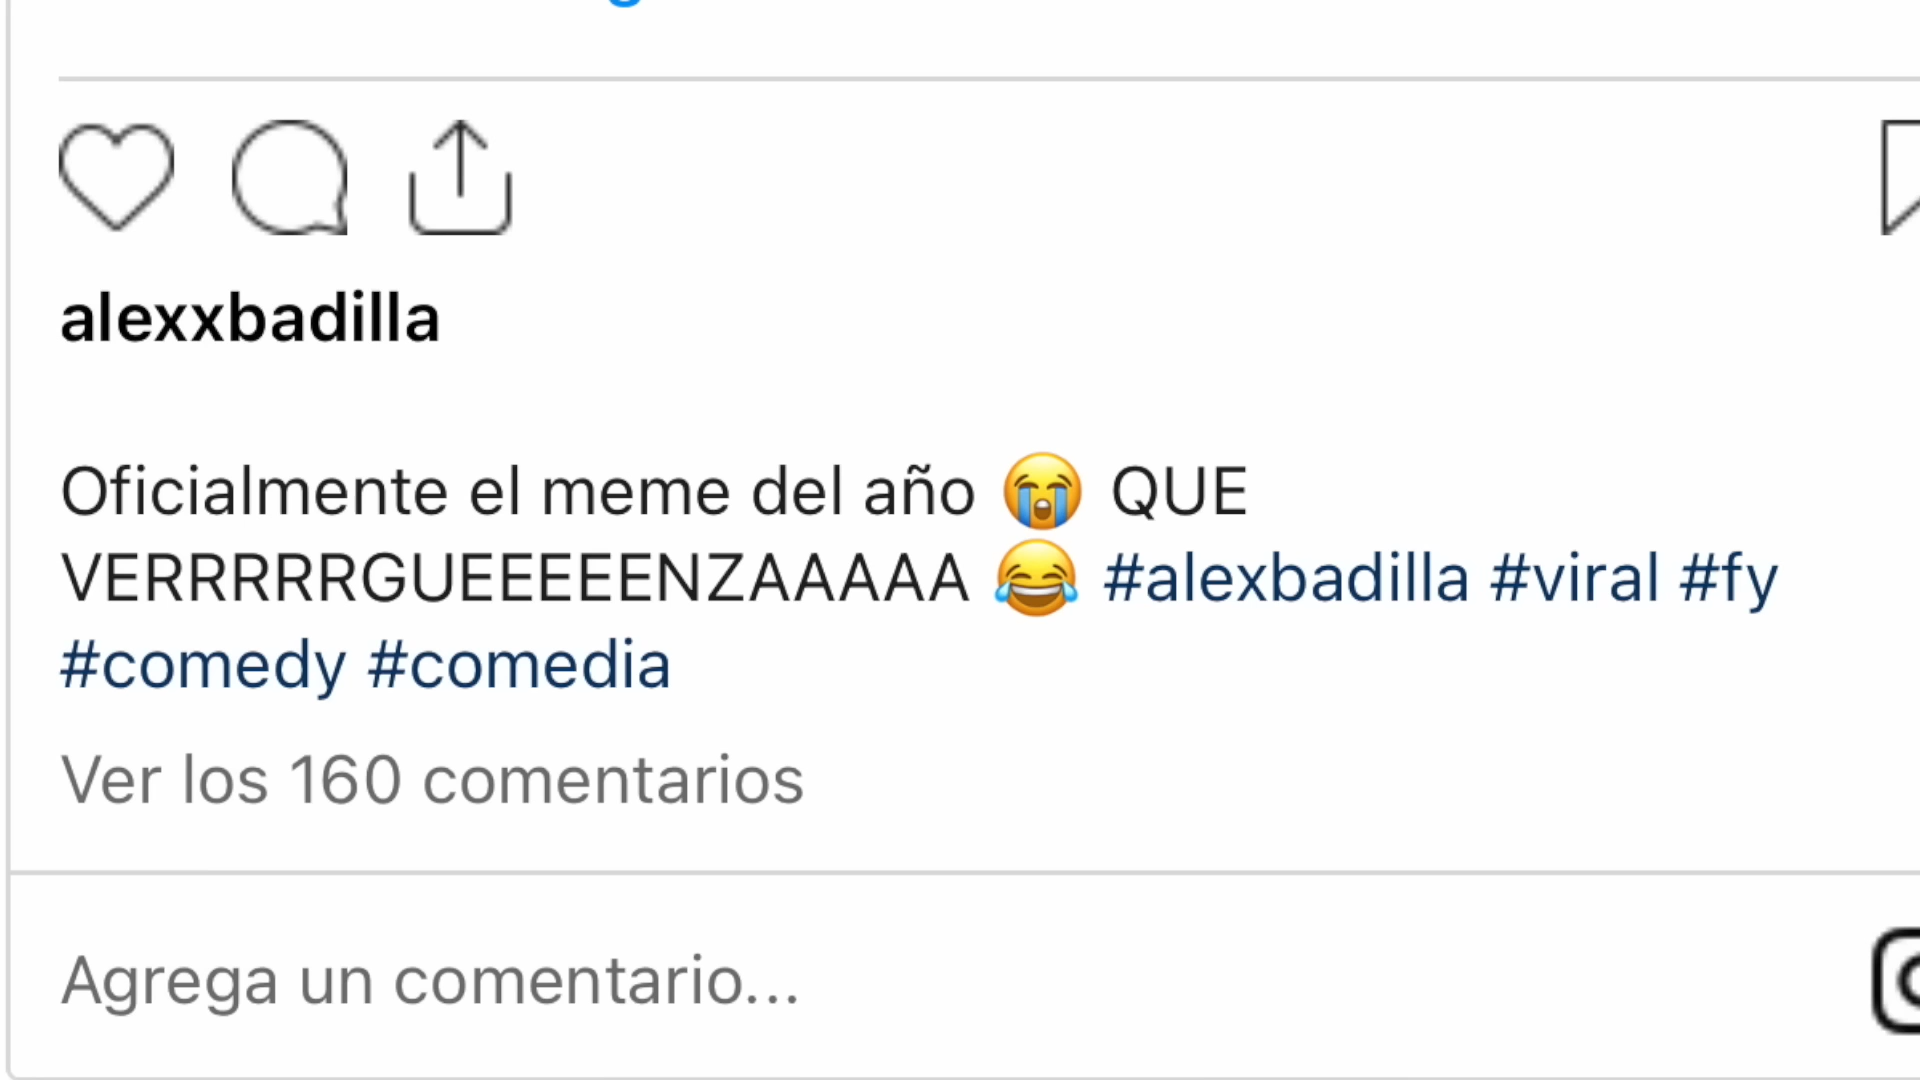 alexxbadilla
Oficialmente el meme del año 😭 QUE
VERRRRRGUEEEEENZAAAAA 😂 #alexbadilla #viral #fy
#comedy #comedia
Ver los 160 comentarios
Agrega un comentario...